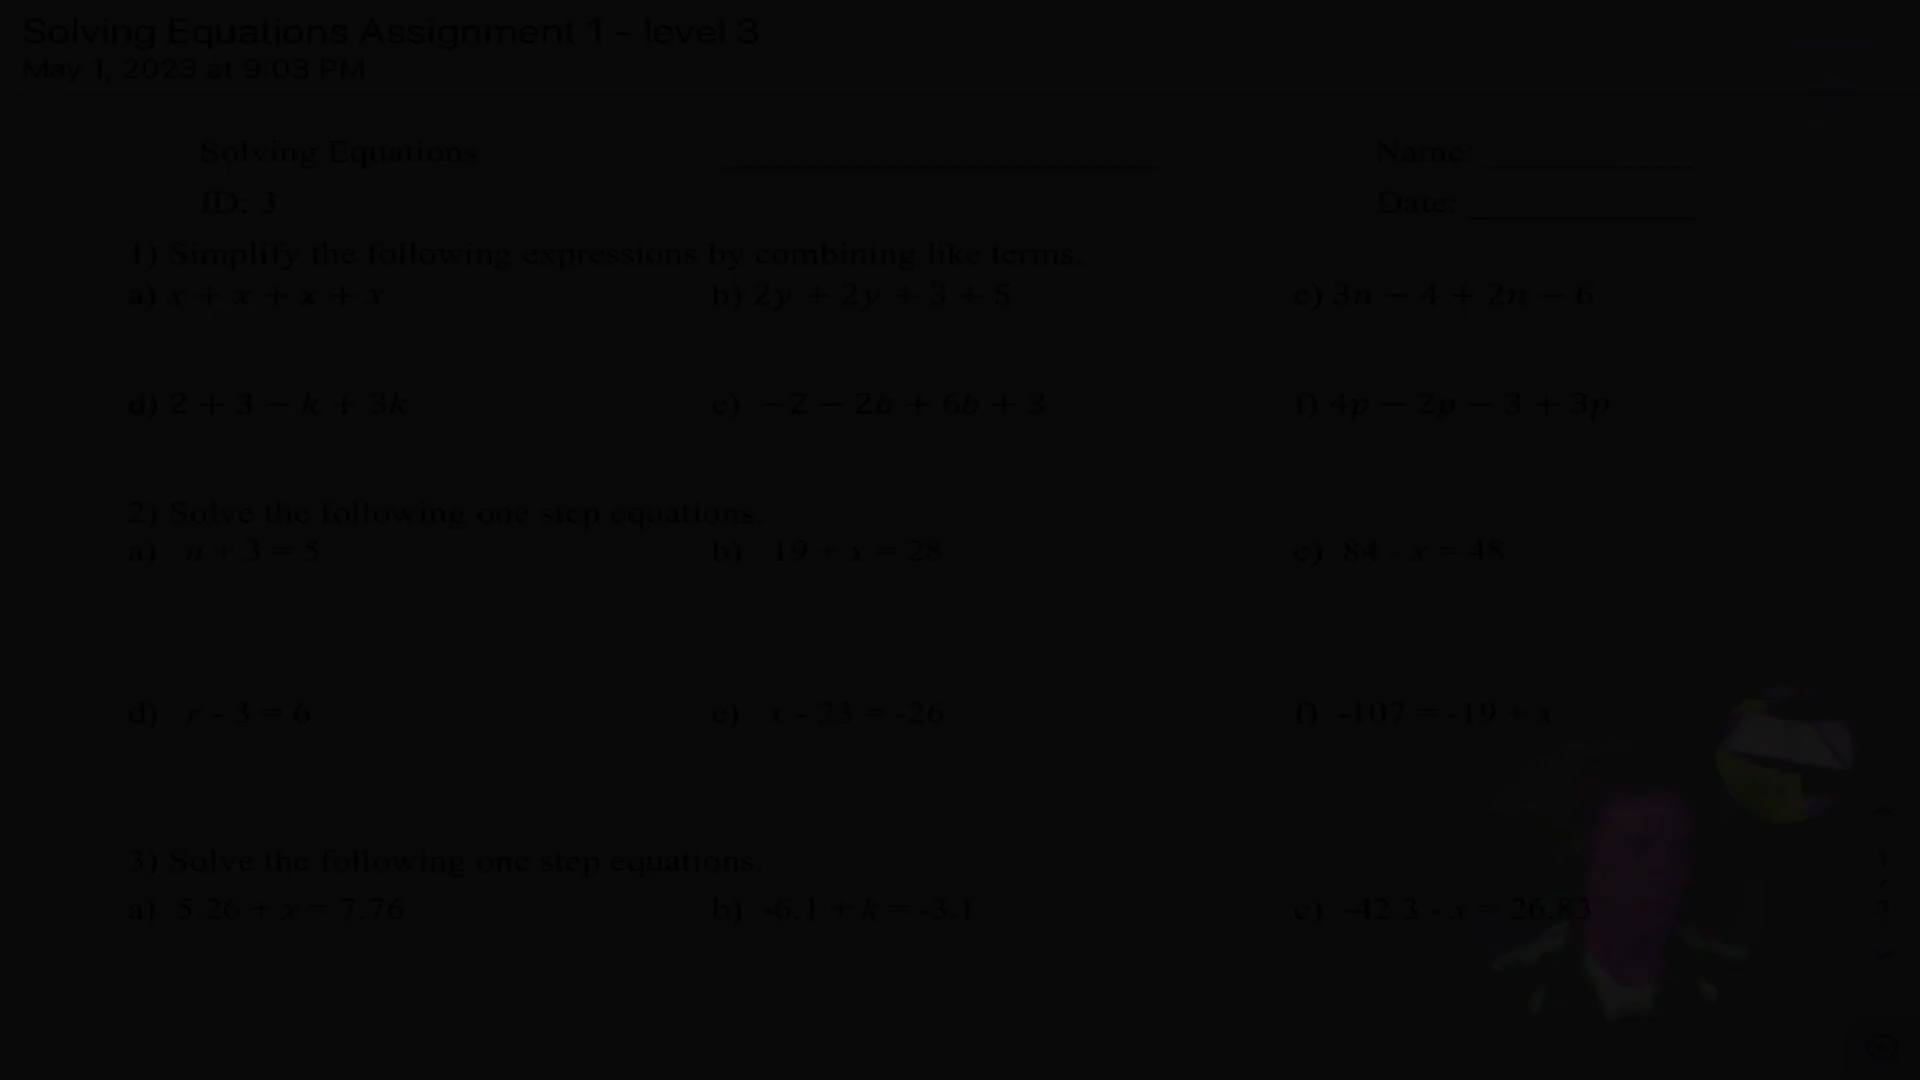 Solving Equations Assignment 1 - level 3
May 1, 2023 at 9:03 PM
Solving Equations
Name:
ID: 3
Date:
1) Simplify the following expressions by combining like terms.
a) x + x + x + x
b) 2y + 2y + 3 + 5
c) 3n − 4 + 2n − 6
d) 2 + 3 − k + 3k
e) −2 − 2b + 6b + 3
f) 4p − 2p − 3 + 3p
2) Solve the following one step equations.
a) n + 3 = 5
b) 19 + x = 28
c) 84 - x = 48
d) r - 3 = 6
e) x - 23 = -26
f) -107 = -19 + x
3) Solve the following one step equations.
a) 5.26 + x = 7.76
b) -6.1 + k = -3.1
c) -42.3 - x = 26.83